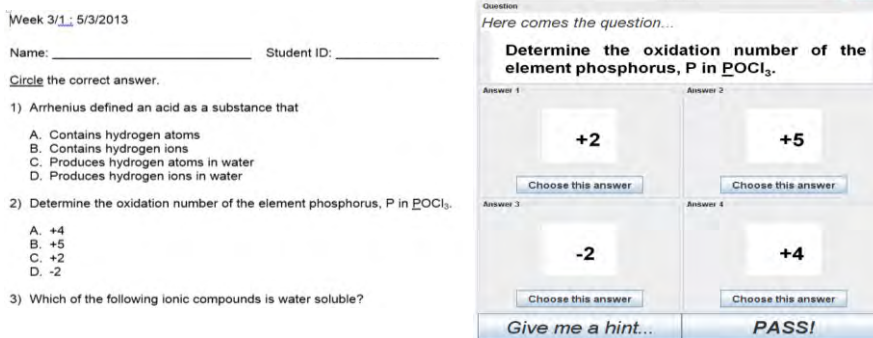 Week 3/1 : 5/3/2013
Name: ____________________ Student ID: ____________
Circle the correct answer.
1) Arrhenius defined an acid as a substance that
A. Contains hydrogen atoms
B. Contains hydrogen ions
C. Produces hydrogen atoms in water
D. Produces hydrogen ions in water
2) Determine the oxidation number of the element phosphorus, P in POCl₃.
A. +4
B. +5
C. +2
D. -2
3) Which of the following ionic compounds is water soluble?
Question
Here comes the question...
Determine the oxidation number of the
element phosphorus, P in POCl₃.
Answer 1
+2
Choose this answer
Answer 2
+5
Choose this answer
Answer 3
-2
Choose this answer
Answer 4
+4
Choose this answer
Give me a hint...
PASS!